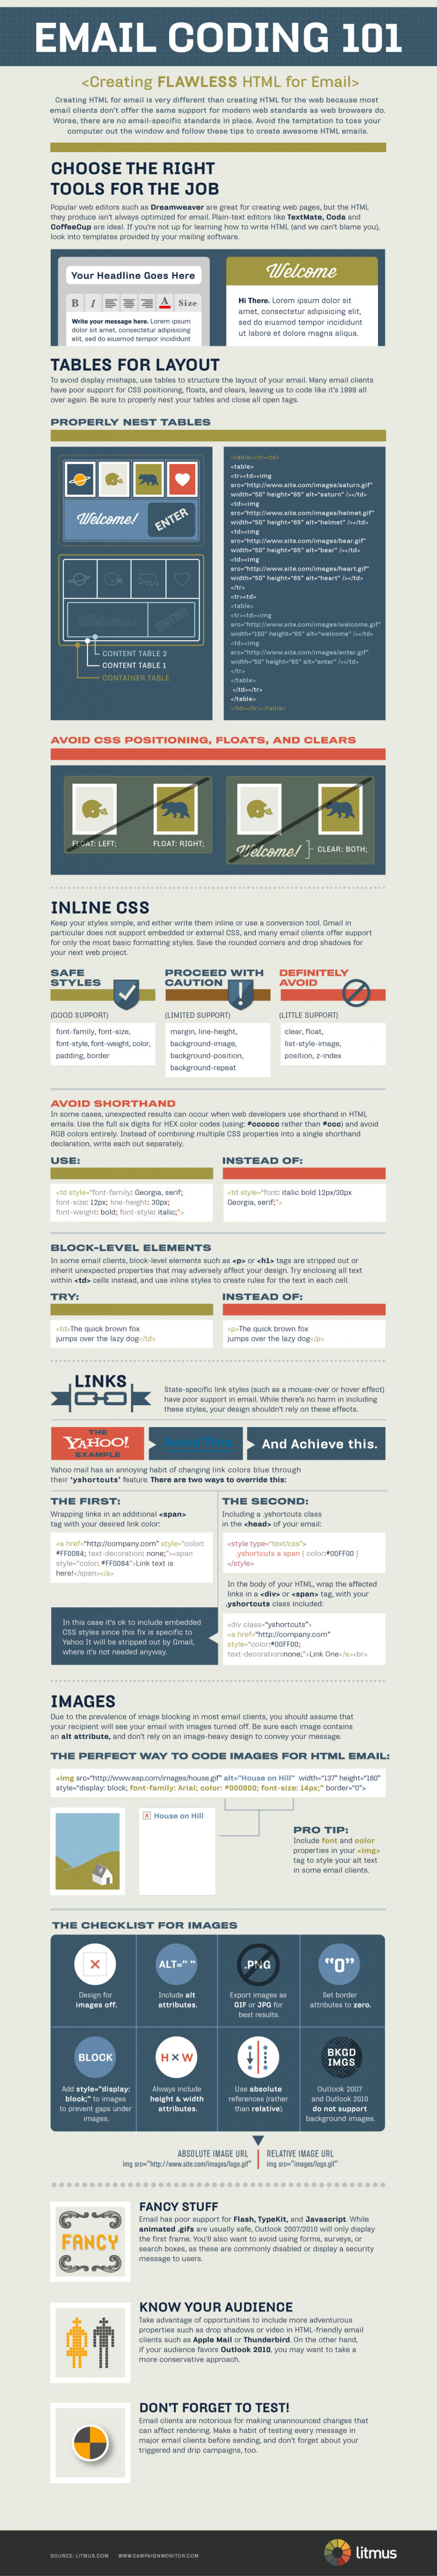 EMAIL CODING 101
<Creating FLAWLESS HTML for Email>
Creating HTML for email is very different than creating HTML for the web because most
email clients don't offer the same support for modern web standards as web browsers do.
Worse, there are no email-specific standards in place. Avoid the temptation to toss your
computer out the window and follow these tips to create awesome HTML emails.
CHOOSE THE RIGHT
TOOLS FOR THE JOB
Popular web editors such as Dreamweaver are great for creating web pages, but the HTML
they produce isn't always optimized for email. Plain-text editors like TextMate, Coda and
CoffeeCup are ideal. If you're not up for learning how to write HTML (and we can't blame you),
look into templates provided by your mailing software.
Your Headline Goes Here
B I A Size
Write your message here. Lorem ipsum
dolor sit amet, consectetur adipisicing
elit, sed do eiusmod tempor incididunt
Welcome
Hi There. Lorem ipsum dolor sit
amet, consectetur adipisicing elit,
sed do eiusmod tempor incididunt
ut labore et dolore magna aliqua.
TABLES FOR LAYOUT
To avoid display mishaps, use tables to structure the layout of your email. Many email clients
have poor support for CSS positioning, floats, and clears, leaving us to code like it's 1999 all
over again. Be sure to properly nest your tables and close all open tags.
PROPERLY NEST TABLES
Welcome!
ENTER
Welcome!
ENTER
CONTENT TABLE 2
CONTENT TABLE 1
CONTAINER TABLE
<table><tr><td>
<table>
<tr><td><img
src="http://www.site.com/images/saturn.gif"
width="50" height="65" alt="saturn" /></td>
<td><img
src="http://www.site.com/images/helmet.gif"
width="50" height="65" alt="helmet" /></td>
<td><img
src="http://www.site.com/images/bear.gif"
width="50" height="65" alt="bear" /></td>
<td><img
src="http://www.site.com/images/heart.gif"
width="50" height="65" alt="heart" /></td>
</tr>
<tr><td>
<table>
<tr><td><img
src="http://www.site.com/images/welcome.gif"
width="150" height="65" alt="welcome" /></td>
<td><img
src="http://www.site.com/images/enter.gif"
width="50" height="65" alt="enter" /></td>
</tr>
</table>
</td></tr>
</table>
</td></tr></table>
AVOID CSS POSITIONING, FLOATS, AND CLEARS
FLOAT: LEFT;
FLOAT: RIGHT;
Welcome!
CLEAR: BOTH;
INLINE CSS
Keep your styles simple, and either write them inline or use a conversion tool. Gmail in
particular does not support embedded or external CSS, and many email clients offer support
for only the most basic formatting styles. Save the rounded corners and drop shadows for
your next web project.
SAFE
STYLES
(GOOD SUPPORT)
font-family, font-size,
font-style, font-weight, color,
padding, border
PROCEED WITH
CAUTION
(LIMITED SUPPORT)
margin, line-height,
background-image,
background-position,
background-repeat
DEFINITELY
AVOID
(LITTLE SUPPORT)
clear, float,
list-style-image,
position, z-index
AVOID SHORTHAND
In some cases, unexpected results can occur when web developers use shorthand in HTML
emails. Use the full six digits for HEX color codes (using: #cccccc rather than #ccc) and avoid
RGB colors entirely. Instead of combining multiple CSS properties into a single shorthand
declaration, write each out separately.
USE:
<td style="font-family: Georgia, serif;
font-size: 12px; line-height: 30px;
font-weight: bold; font-style: italic;">
INSTEAD OF:
<td style="font: italic bold 12px/30px
Georgia, serif;">
BLOCK-LEVEL ELEMENTS
In some email clients, block-level elements such as <p> or <h1> tags are stripped out or
inherit unexpected properties that may adversely affect your design. Try enclosing all text
within <td> cells instead, and use inline styles to create rules for the text in each cell.
TRY:
<td>The quick brown fox
jumps over the lazy dog</td>
INSTEAD OF:
<p>The quick brown fox
jumps over the lazy dog</p>
LINKS
State-specific link styles (such as a mouse-over or hover effect)
have poor support in email. While there's no harm in including
these styles, your design shouldn't rely on these effects.
THE
YAHOO!
EXAMPLE
Avoid This
And Achieve this.
Yahoo mail has an annoying habit of changing link colors blue through
their 'yshortcuts' feature. There are two ways to override this:
THE FIRST:
Wrapping links in an additional <span>
tag with your desired link color:
<a href="http://company.com" style="color:
#FF0084; text-decoration: none;"><span
style="color: #FF0084">Link text is
here!</span></a>
In this case it's ok to include embedded
CSS styles since this fix is specific to
Yahoo It will be stripped out by Gmail,
where it's not needed anyway.
THE SECOND:
Including a .yshortcuts class
in the <head> of your email:
<style type="text/css">
.yshortcuts a span { color:#00FF00 }
</style>
In the body of your HTML, wrap the affected
links in a <div> or <span> tag, with your
.yshortcuts class included:
<div class="yshortcuts">
<a href="http://company.com"
style="color:#00FF00;
text-decoration:none;">Link One</a><br>
IMAGES
Due to the prevalence of image blocking in most email clients, you should assume that
your recipient will see your email with images turned off. Be sure each image contains
an alt attribute, and don't rely on an image-heavy design to convey your message.
THE PERFECT WAY TO CODE IMAGES FOR HTML EMAIL:
<img src="http://www.esp.com/images/house.gif" alt="House on Hill" width="137" height="160"
style="display: block; font-family: Arial; color: #000000; font-size: 14px;" border="0">
House on Hill
PRO TIP:
Include font and color
properties in your <img>
tag to style your alt text
in some email clients.
THE CHECKLIST FOR IMAGES
Design for
images off.
ALT=" "
Include alt
attributes.
.PNG
Export images as
GIF or JPG for
best results.
"0"
Set border
attributes to zero.
BLOCK
Add style="display:
block;" to images
to prevent gaps under
images.
H X W
Always include
height & width
attributes.
Use absolute
references (rather
than relative).
BKGD
IMGS
Outlook 2007
and Outlook 2010
do not support
background images.
ABSOLUTE IMAGE URL
img src="http://www.site.com/images/logo.gif"
RELATIVE IMAGE URL
img src="images/logo.gif"
FANCY
FANCY STUFF
Email has poor support for Flash, TypeKit, and Javascript. While
animated .gifs are usually safe, Outlook 2007/2010 will only display
the first frame. You'll also want to avoid using forms, surveys, or
search boxes, as these are commonly disabled or display a security
message to users.
KNOW YOUR AUDIENCE
Take advantage of opportunities to include more adventurous
properties such as drop shadows or video in HTML-friendly email
clients such as Apple Mail or Thunderbird. On the other hand,
if your audience favors Outlook 2010, you may want to take a
more conservative approach.
DON'T FORGET TO TEST!
Email clients are notorious for making unannounced changes that
can affect rendering. Make a habit of testing every message in
major email clients before sending, and don't forget about your
triggered and drip campaigns, too.
SOURCE: LITMUS.COM WWW.CAMPAIGNMONITOR.COM
litmus